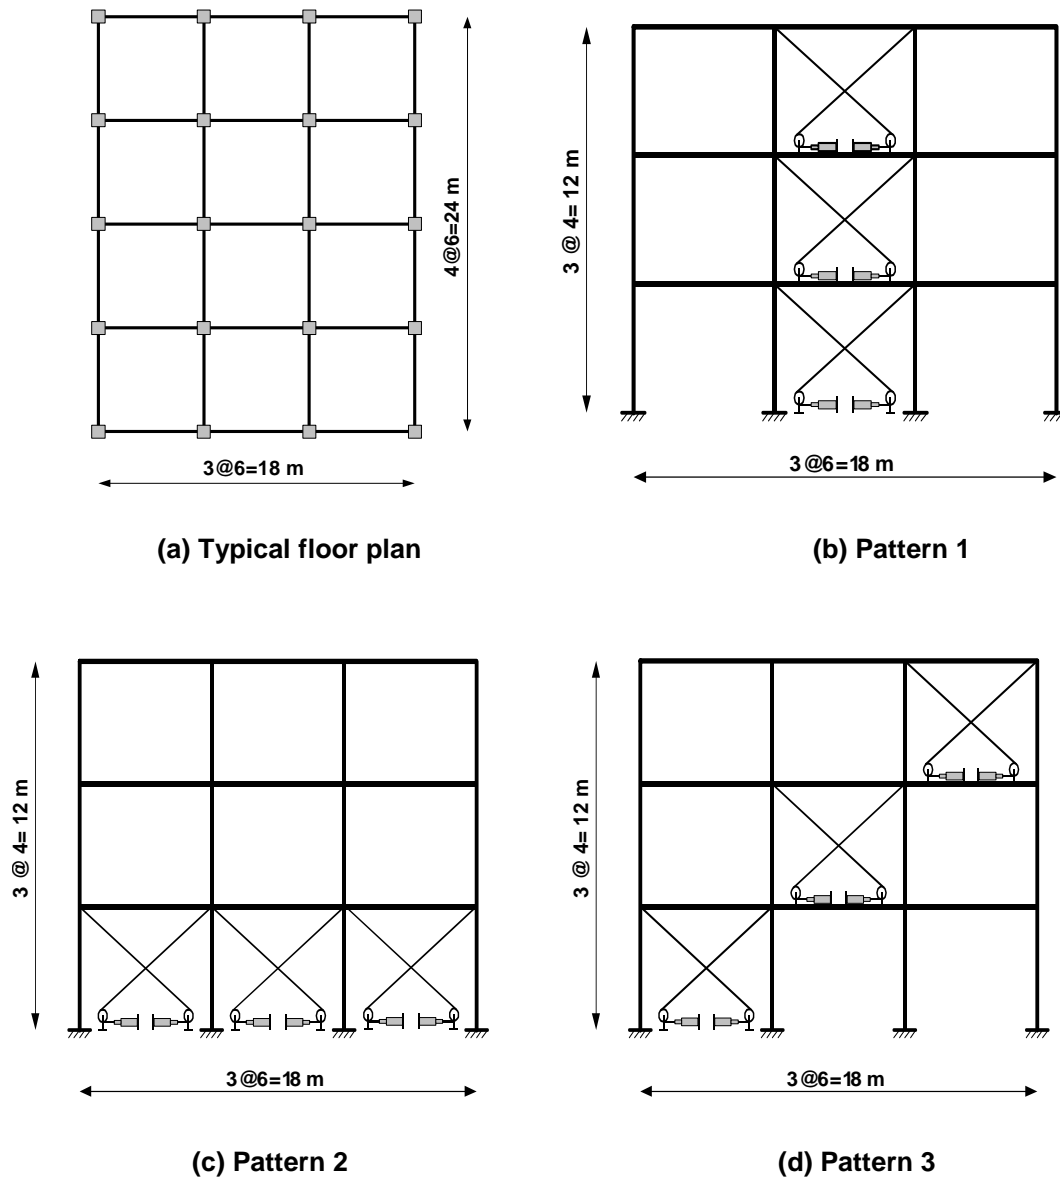 4@6=24 m
3@6=18 m
(a) Typical floor plan
3 @ 4= 12 m
3@6=18 m
(b) Pattern 1
3 @ 4= 12 m
3@6=18 m
(c) Pattern 2
3 @ 4= 12 m
3@6=18 m
(d) Pattern 3